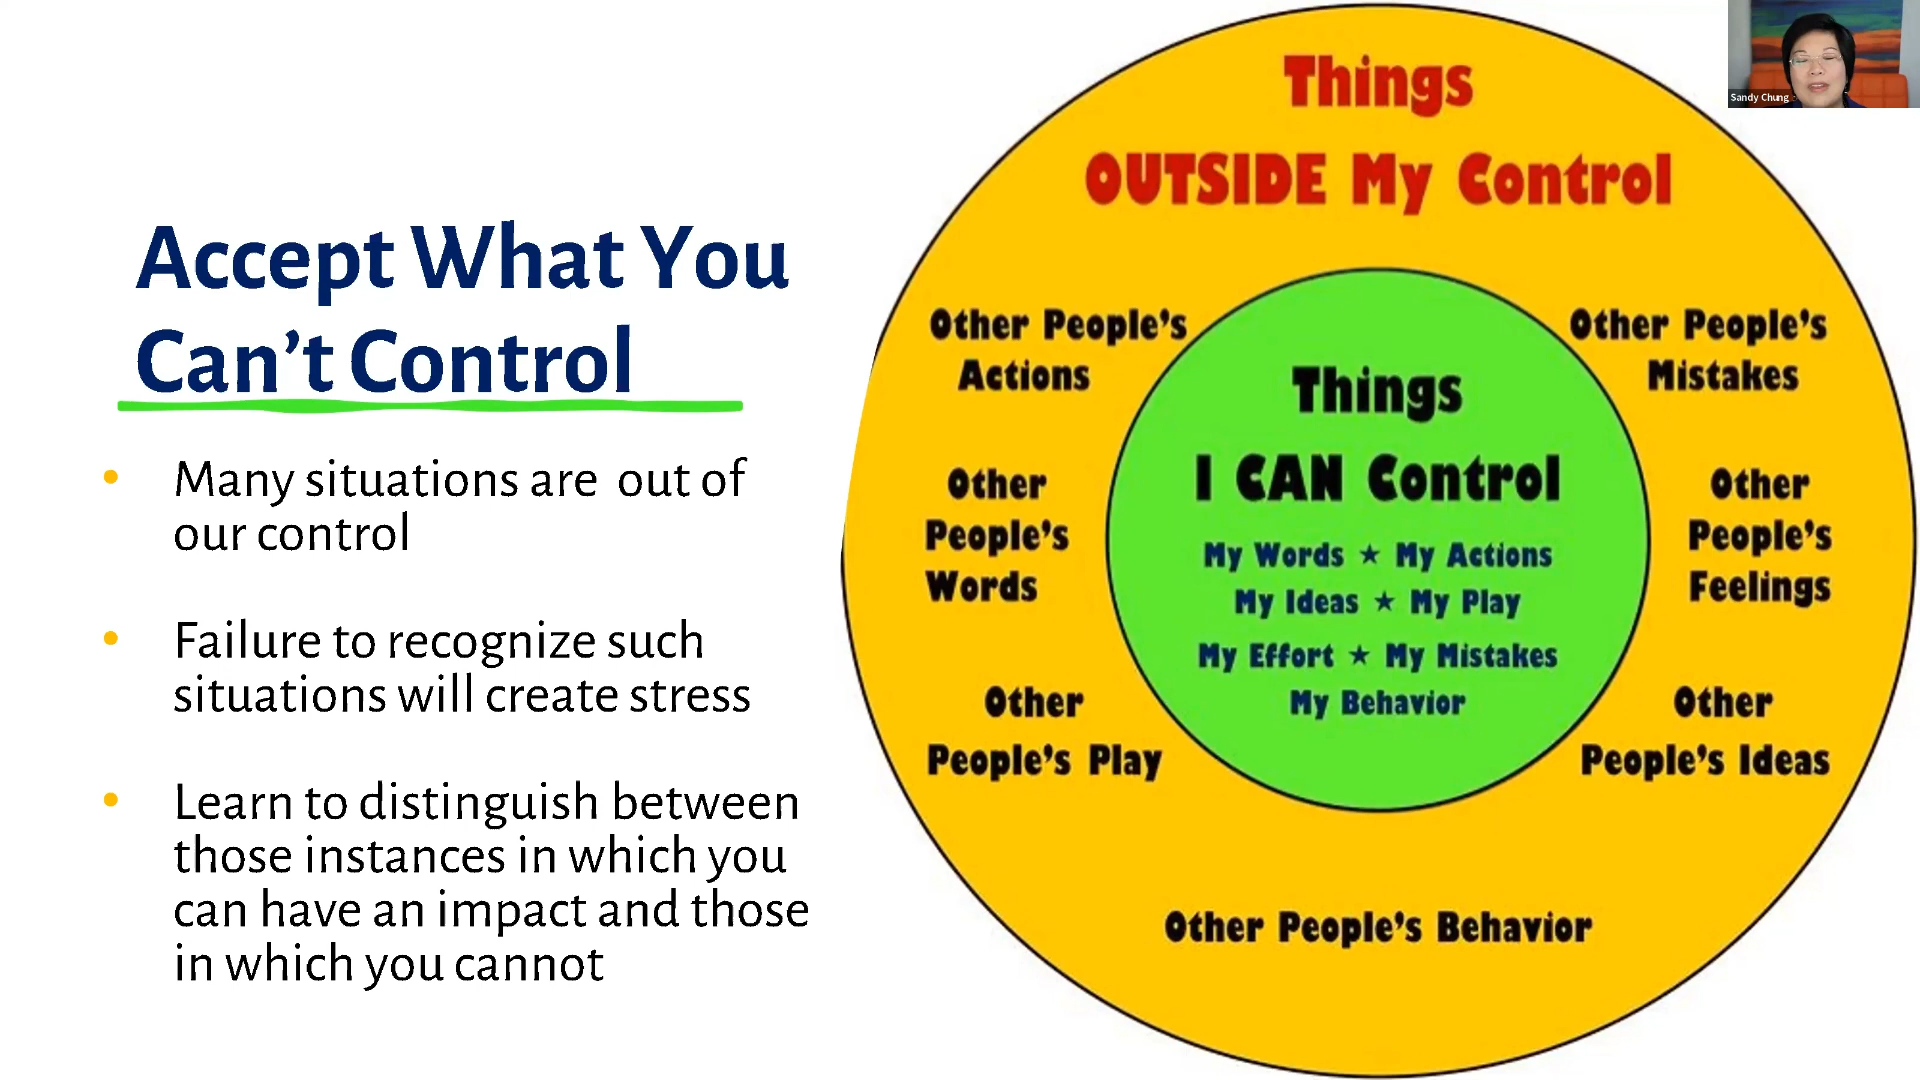 Accept What You
Can't Control
• Many situations are out of
our control
• Failure to recognize such
situations will create stress
• Learn to distinguish between
those instances in which you
can have an impact and those
in which you cannot
Things
OUTSIDE My Control
Other People's
Actions
Other People's
Mistakes
Other
People's
Words
Other
People's
Feelings
Other
People's Play
Other
People's Ideas
Other People's Behavior
Things
I CAN Control
My Words ★ My Actions
My Ideas ★ My Play
My Effort ★ My Mistakes
My Behavior
Sandy Chung